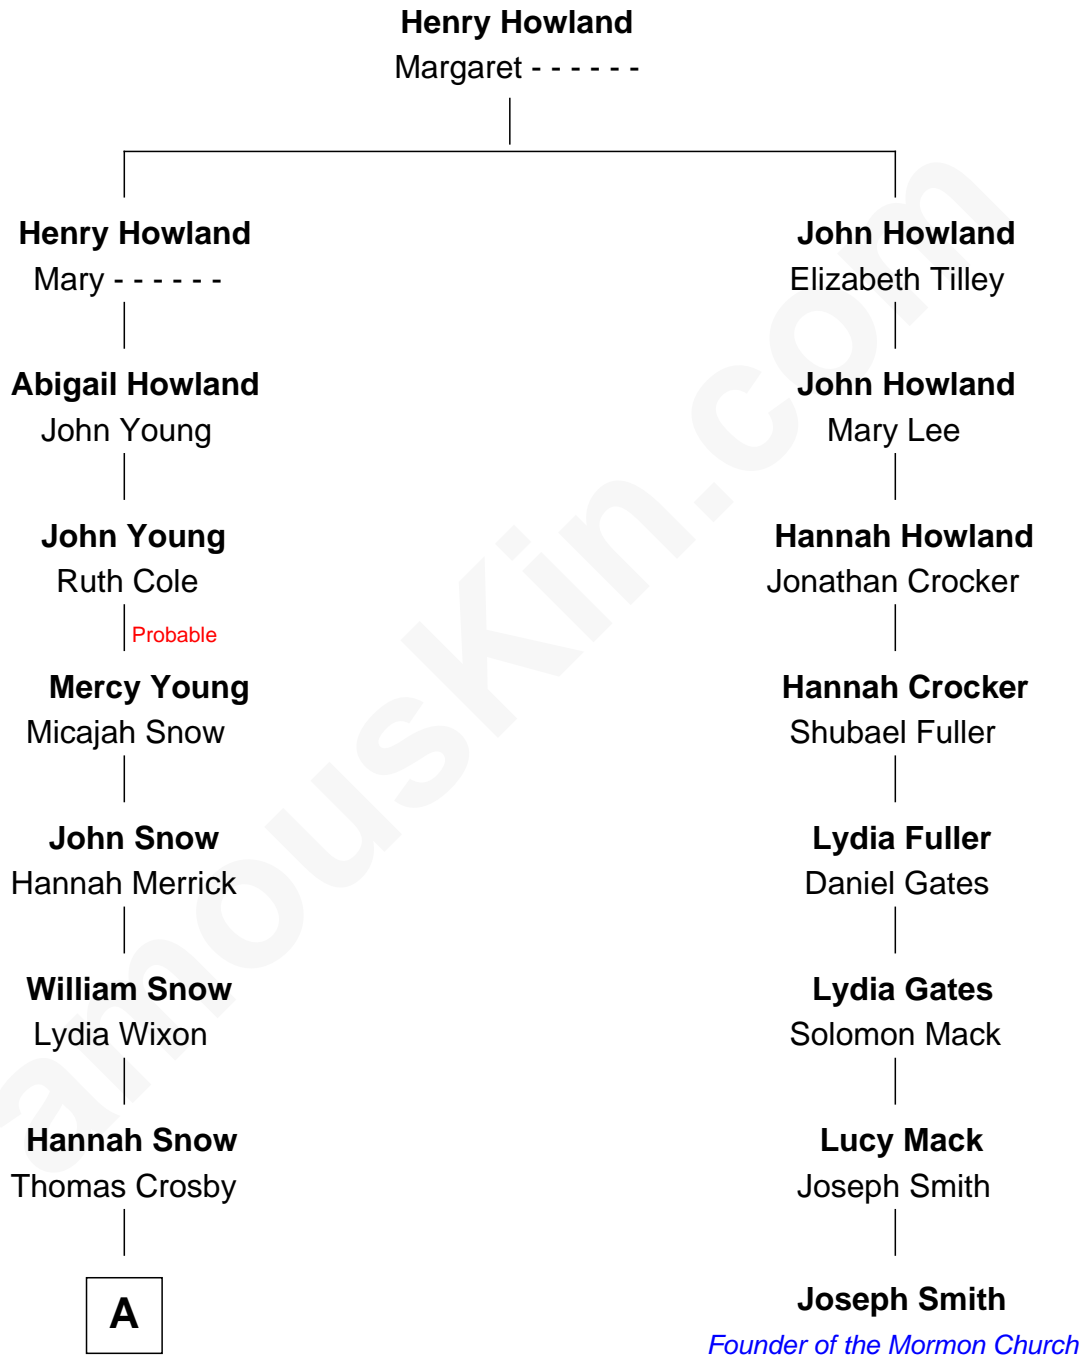 Henry Howland
Margaret - - - - - -
Henry Howland
Mary - - - - - -
John Howland
Elizabeth Tilley
Abigail Howland
John Young
John Howland
Mary Lee
John Young
Ruth Cole
Hannah Howland
Jonathan Crocker
Probable
Mercy Young
Micajah Snow
Hannah Crocker
Shubael Fuller
John Snow
Hannah Merrick
Lydia Fuller
Daniel Gates
William Snow
Lydia Wixon
Lydia Gates
Solomon Mack
Hannah Snow
Thomas Crosby
Lucy Mack
Joseph Smith
A
Joseph Smith
Founder of the Mormon Church
amouskin.com